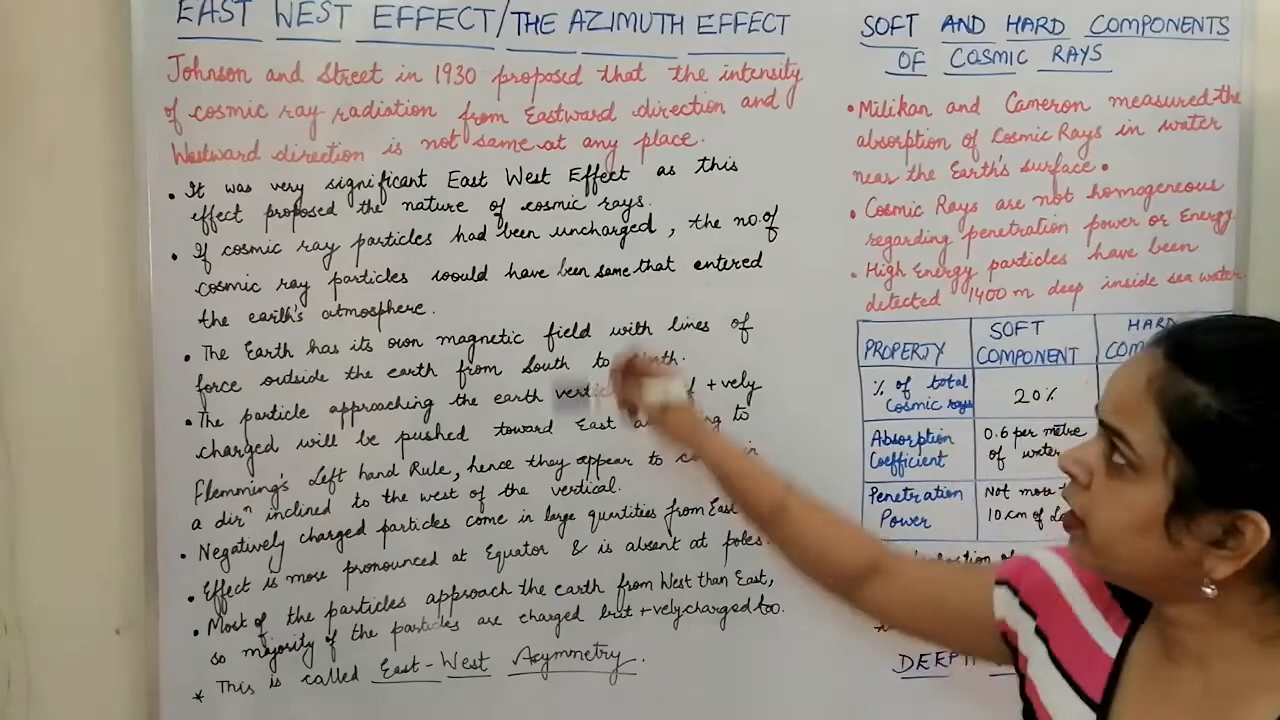 EAST WEST EFFECT/THE AZIMUTH EFFECT
Johnson and Street in 1930 proposed that the intensity
of cosmic ray radiation from Eastward direction and
Westward direction is not same at any place.
• It was very significant East West Effect as this
effect proposed the nature of cosmic rays.
• If cosmic ray particles had been uncharged, the no. of
cosmic ray particles would have been same that entered
the earth's atmosphere.
• The Earth has its own magnetic field with lines of
force outside the earth from South to
• The particle approaching the earth +vely
charged will be pushed toward East to
Flemming's Left hand Rule, hence they appear to
a dirⁿ inclined to the west of the vertical.
• Negatively charged particles come in large quantities from East
• Effect is more pronounced at Equator & is absent at poles.
• Most of the particles approach the earth from West than East,
so majority of the particles are charged but +vely charged too.
* This is called East-West Asymmetry.
SOFT AND HARD COMPONENTS
OF COSMIC RAYS
• Milikan and Cameron measured the
absorption of Cosmic Rays in water
near the Earth's surface.
• Cosmic Rays are not homogeneous
regarding penetration power or Energy.
• High Energy particles have been
detected 1400 m deep inside sea water.
PROPERTY SOFT COMPONENT HARD
% of total Cosmic rays 20%
Absorption Coefficient 0.6 per metre of water
Penetration Power Not more 10 cm of